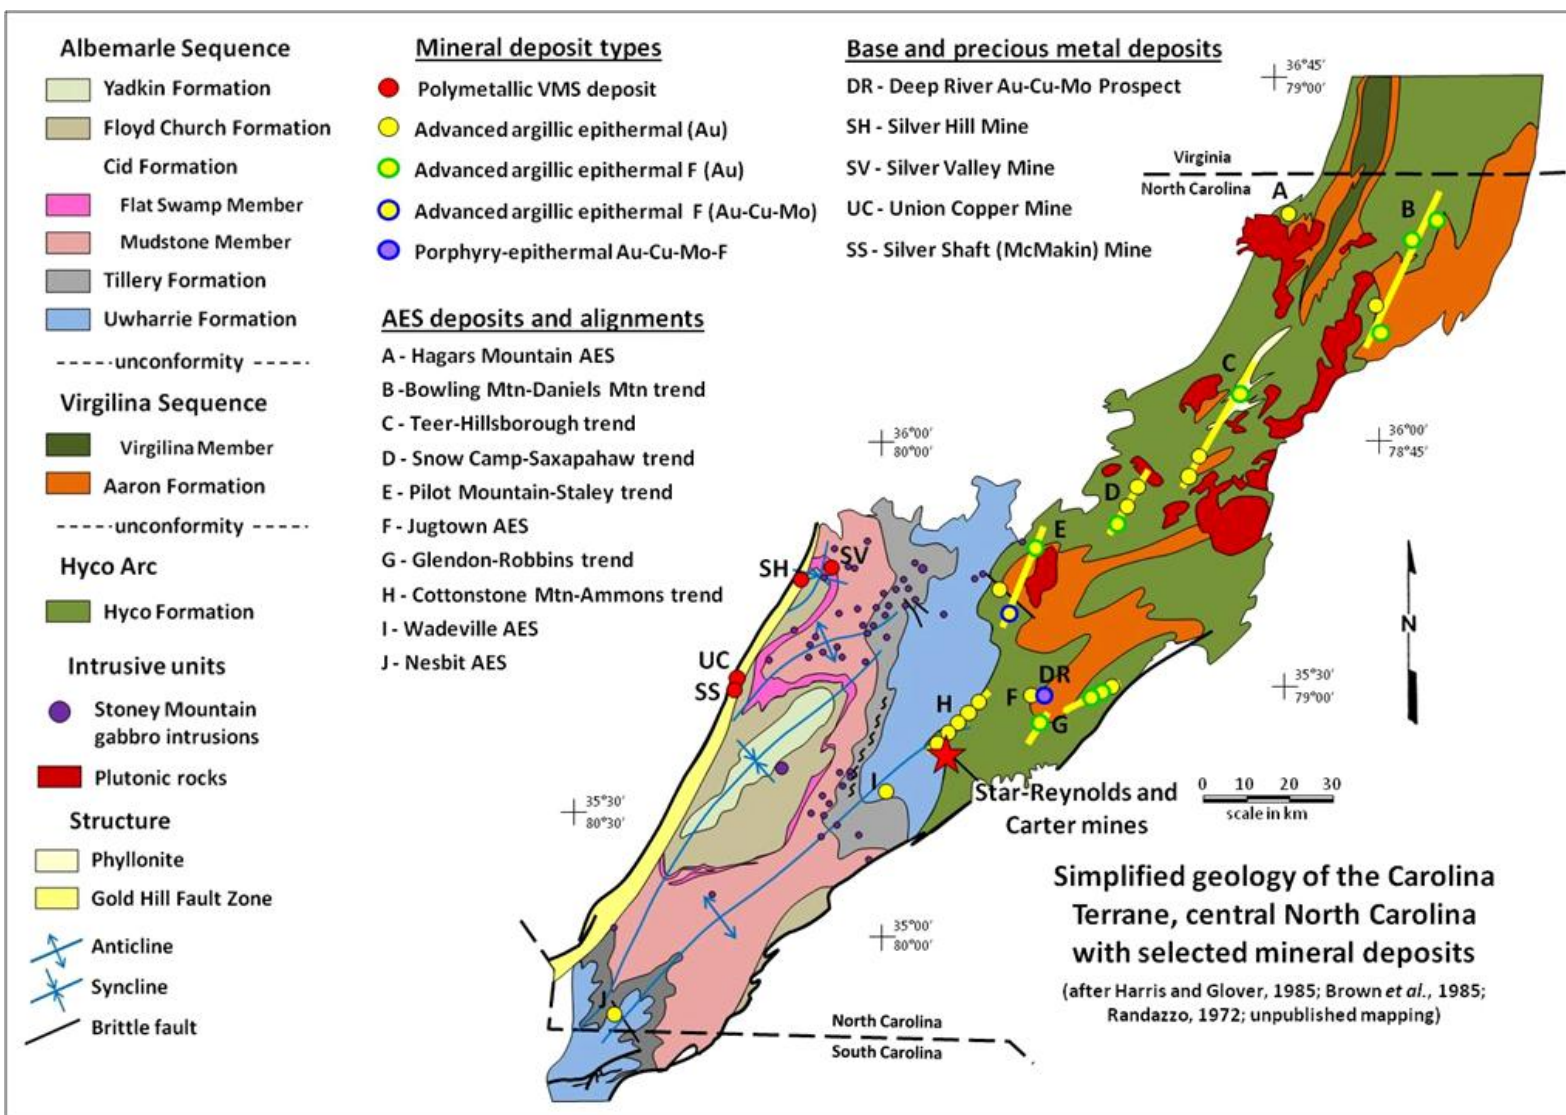 Albemarle Sequence
Yadkin Formation
Floyd Church Formation
Cid Formation
Flat Swamp Member
Mudstone Member
Tillery Formation
Uwharrie Formation
unconformity
Virgilina Sequence
Virgilina Member
Aaron Formation
unconformity
Hyco Arc
Hyco Formation
Intrusive units
Stoney Mountain
gabbro intrusions
Plutonic rocks
Structure
Phyllonite
Gold Hill Fault Zone
Anticline
Syncline
Brittle fault
Mineral deposit types
Polymetallic VMS deposit
Advanced argillic epithermal (Au)
Advanced argillic epithermal F (Au)
Advanced argillic epithermal F (Au-Cu-Mo)
Porphyry-epithermal Au-Cu-Mo-F
AES deposits and alignments
A - Hagars Mountain AES
B -Bowling Mtn-Daniels Mtn trend
C - Teer-Hillsborough trend
D - Snow Camp-Saxapahaw trend
E - Pilot Mountain-Staley trend
F - Jugtown AES
G - Glendon-Robbins trend
H - Cottonstone Mtn-Ammons trend
I - Wadeville AES
J - Nesbit AES
Base and precious metal deposits
DR - Deep River Au-Cu-Mo Prospect
SH - Silver Hill Mine
SV - Silver Valley Mine
UC - Union Copper Mine
SS - Silver Shaft (McMakin) Mine
36°45'
79°00'
Virginia
North Carolina
A
B
C
36°00'
80°00'
36°00'
78°45'
D
E
SH
SV
UC
SS
DR
F
G
H
I
J
35°30'
79°00'
N
35°30'
80°30'
Star-Reynolds and
Carter mines
0 10 20 30
scale in km
35°00'
80°00'
North Carolina
South Carolina
Simplified geology of the Carolina
Terrane, central North Carolina
with selected mineral deposits
(after Harris and Glover, 1985; Brown et al., 1985;
Randazzo, 1972; unpublished mapping)